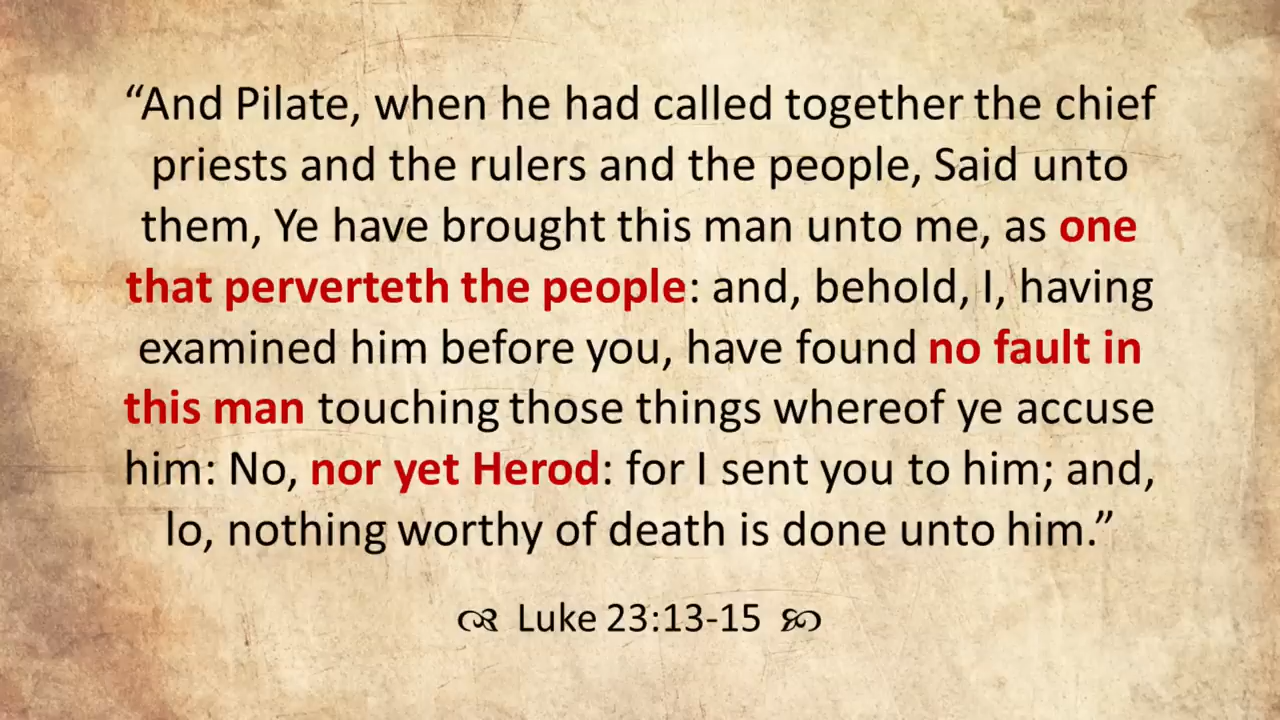 “And Pilate, when he had called together the chief
priests and the rulers and the people, Said unto
them, Ye have brought this man unto me, as one
that perverteth the people: and, behold, I, having
examined him before you, have found no fault in
this man touching those things whereof ye accuse
him: No, nor yet Herod: for I sent you to him; and,
lo, nothing worthy of death is done unto him.”
Luke 23:13-15